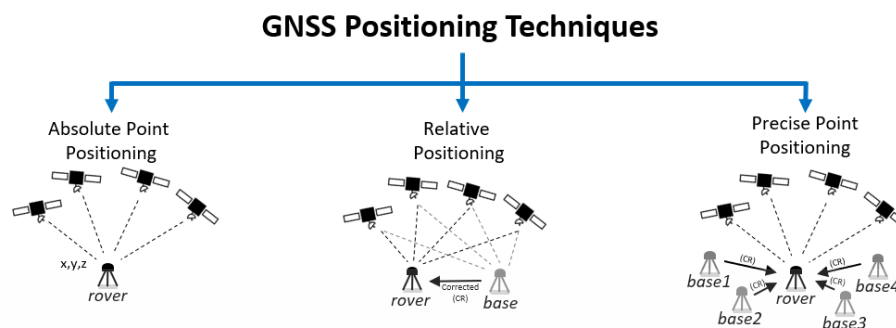 GNSS Positioning Techniques
Absolute Point
Positioning
x,y,z
rover
Relative
Positioning
rover
Corrected
(CR)
base
Precise Point
Positioning
base1
(CR)
(CR)
base4
base2
(CR)
rover
(CR)
base3